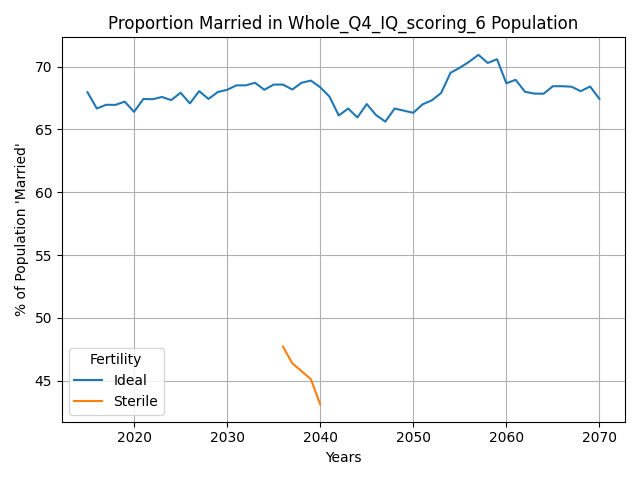 Proportion Married in Whole_Q4_IQ_scoring_6 Population
% of Population 'Married'
70
65
60
55
50
45
Fertility
Ideal
Sterile
2020 2030 2040 2050 2060 2070
Years